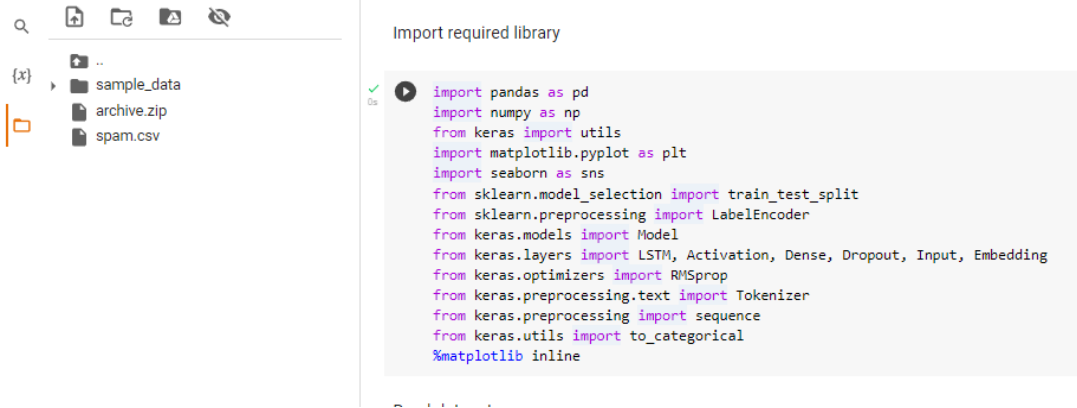 Import required library
{x}
..
sample_data
archive.zip
spam.csv
0s
import pandas as pd
import numpy as np
from keras import utils
import matplotlib.pyplot as plt
import seaborn as sns
from sklearn.model_selection import train_test_split
from sklearn.preprocessing import LabelEncoder
from keras.models import Model
from keras.layers import LSTM, Activation, Dense, Dropout, Input, Embedding
from keras.optimizers import RMSprop
from keras.preprocessing.text import Tokenizer
from keras.preprocessing import sequence
from keras.utils import to_categorical
%matplotlib inline